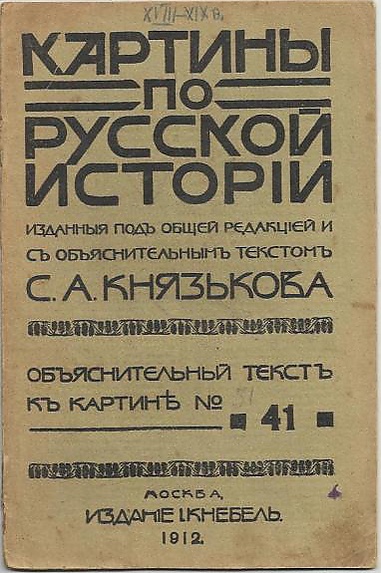 XVIII–XIX в.
КАРТИНЫ
ПО
РУССКОЙ
ИСТОРІИ
ИЗДАННЫЯ ПОДЪ ОБЩЕЙ РЕДАКЦІЕЙ И
СЪ ОБЪЯСНИТЕЛЬНЫМЪ ТЕКСТОМЪ
С. А. КНЯЗЬКОВА
ОБЪЯСНИТЕЛЬНЫЙ ТЕКСТЪ
КЪ КАРТИНѢ № 41
МОСКВА,
ИЗДАНІЕ І. КНЕБЕЛЬ.
1912.